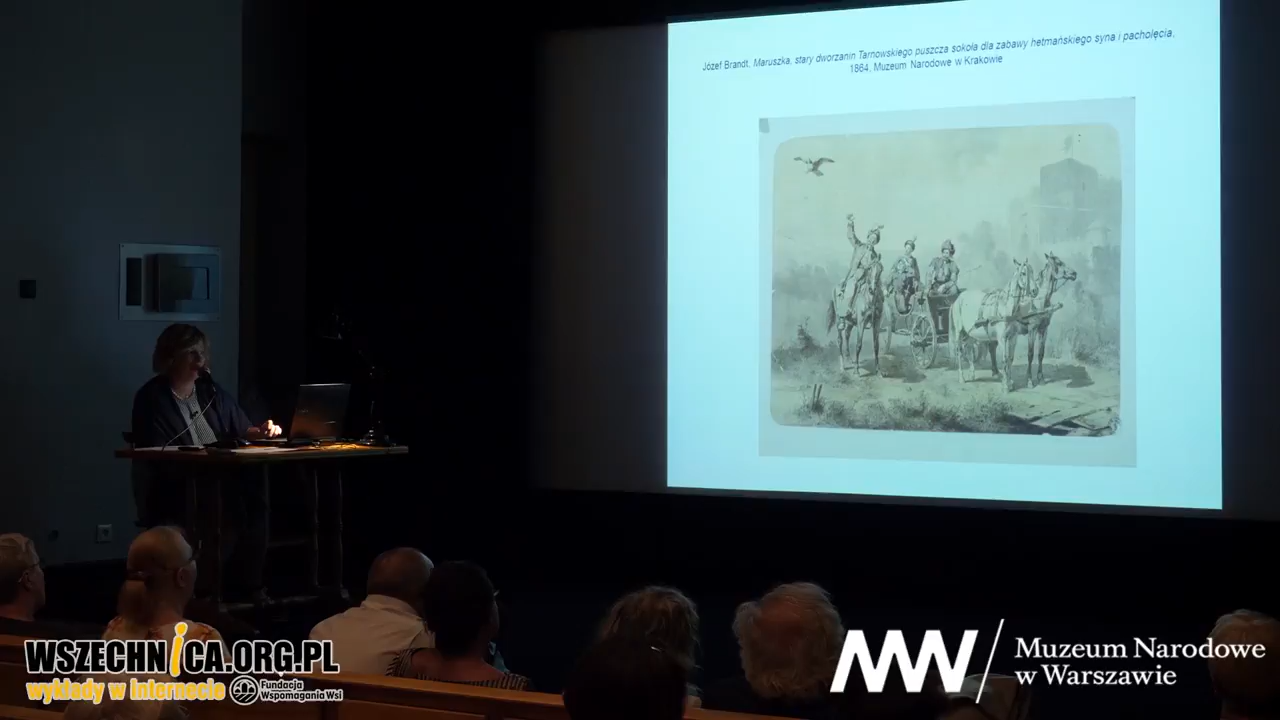 Józef Brandt, Maruszka, stary dworzanin Tarnowskiego puszcza sokoła dla zabawy hetmańskiego syna i pacholęcia,
1864, Muzeum Narodowe w Krakowie
WSZECHNiCA.ORG.PL
wykłady w internecie
Fundacja
Wspomagania Wsi
Muzeum Narodowe
w Warszawie